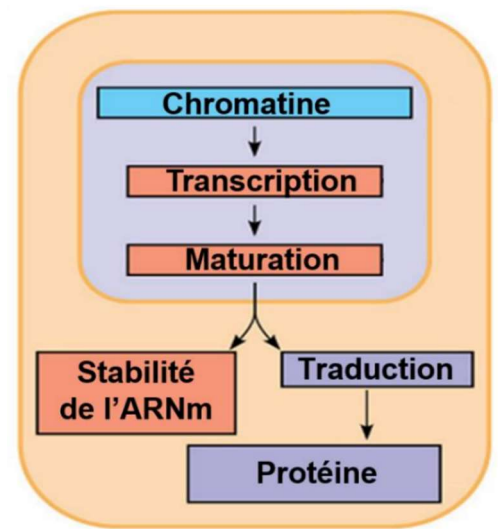 Chromatine
Transcription
Maturation
Stabilité
de l'ARNm
Traduction
Protéine